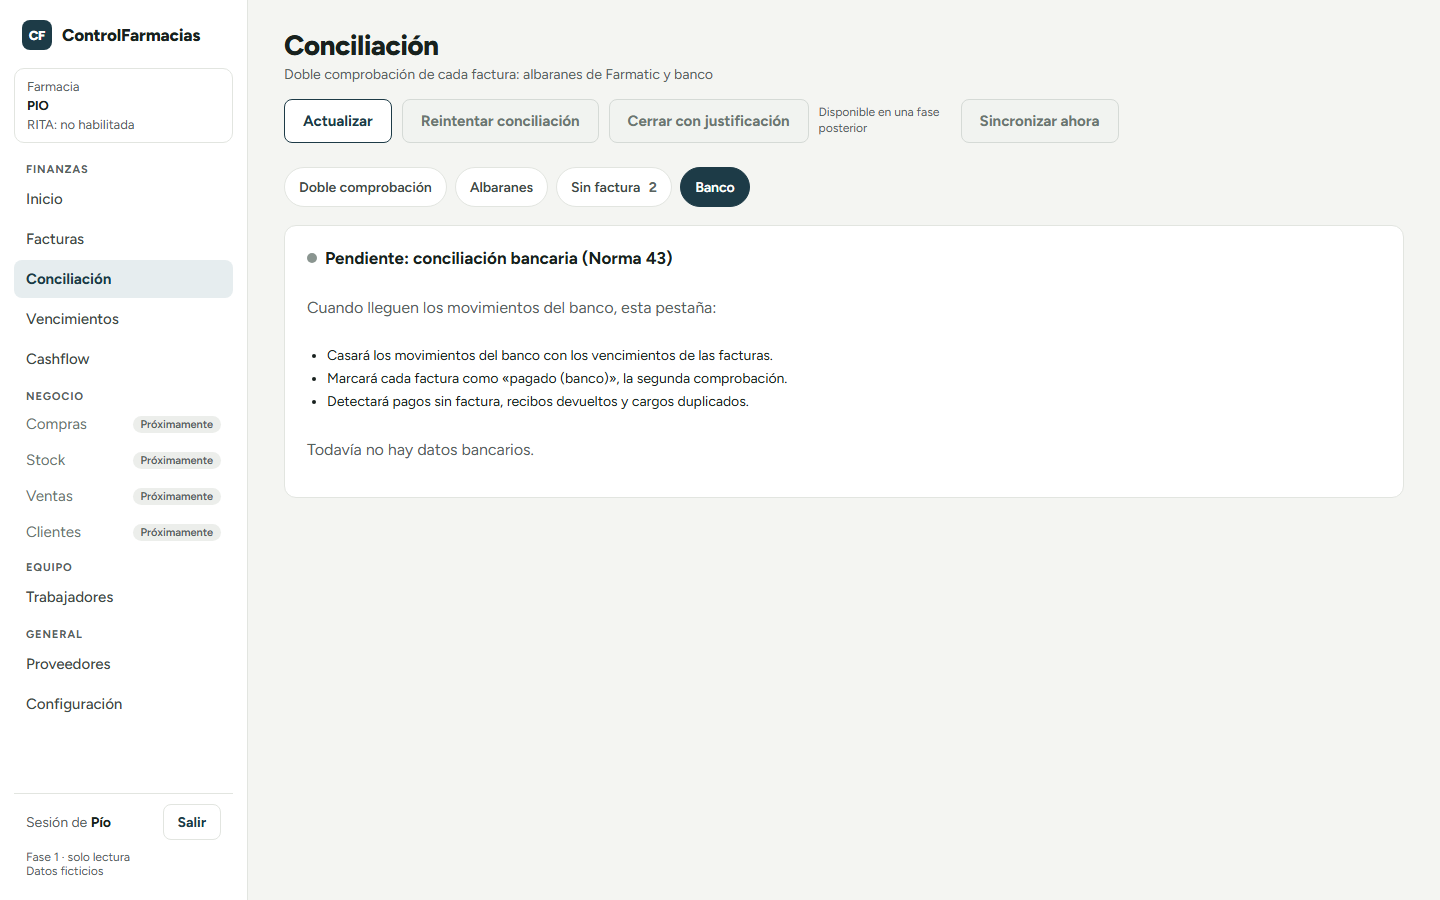 CF ControlFarmacias
Farmacia
PIO
RITA: no habilitada
FINANZAS
Inicio
Facturas
Conciliación
Vencimientos
Cashflow
NEGOCIO
Compras Próximamente
Stock Próximamente
Ventas Próximamente
Clientes Próximamente
EQUIPO
Trabajadores
GENERAL
Proveedores
Configuración
Sesión de Pío Salir
Fase 1 · solo lectura
Datos ficticios
Conciliación
Doble comprobación de cada factura: albaranes de Farmatic y banco
Actualizar Reintentar conciliación Cerrar con justificación Disponible en una fase
posterior Sincronizar ahora
Doble comprobación Albaranes Sin factura 2 Banco
Pendiente: conciliación bancaria (Norma 43)
Cuando lleguen los movimientos del banco, esta pestaña:
• Casará los movimientos del banco con los vencimientos de las facturas.
• Marcará cada factura como «pagado (banco)», la segunda comprobación.
• Detectará pagos sin factura, recibos devueltos y cargos duplicados.
Todavía no hay datos bancarios.